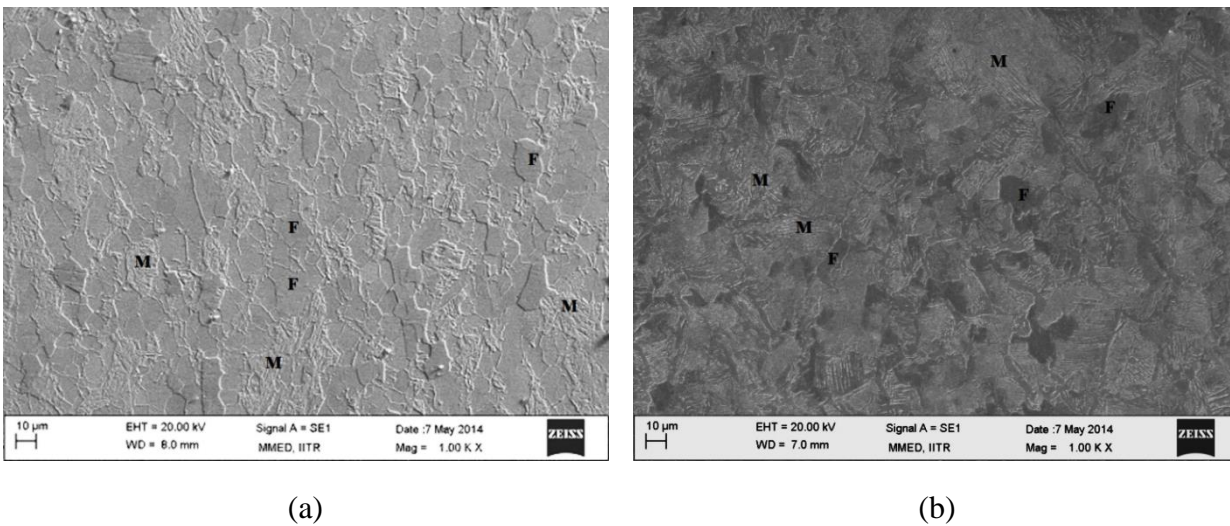 F
F
M
F
M
M
10 µm
EHT = 20.00 kV
Signal A = SE1
Date :7 May 2014
WD = 8.0 mm
MMED, IITR
Mag = 1.00 K X
ZEISS
(a)
M
F
M
F
M
F
10 µm
EHT = 20.00 kV
Signal A = SE1
Date :7 May 2014
WD = 7.0 mm
MMED, IITR
Mag = 1.00 K X
ZEISS
(b)